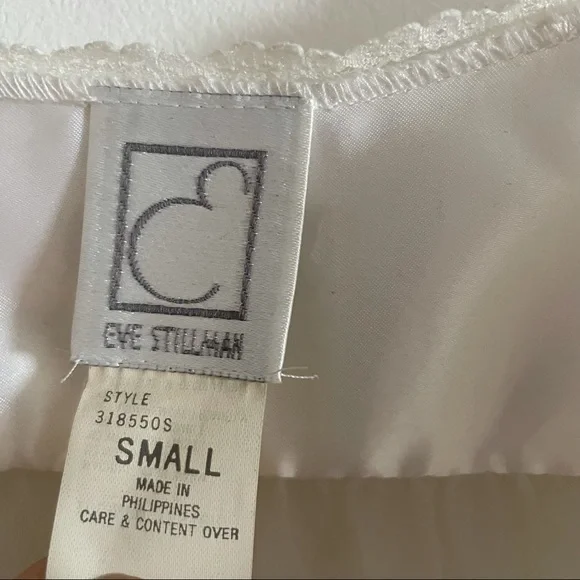 EVE STILLMAN
STYLE
318550S
SMALL
MADE IN
PHILIPPINES
CARE & CONTENT OVER